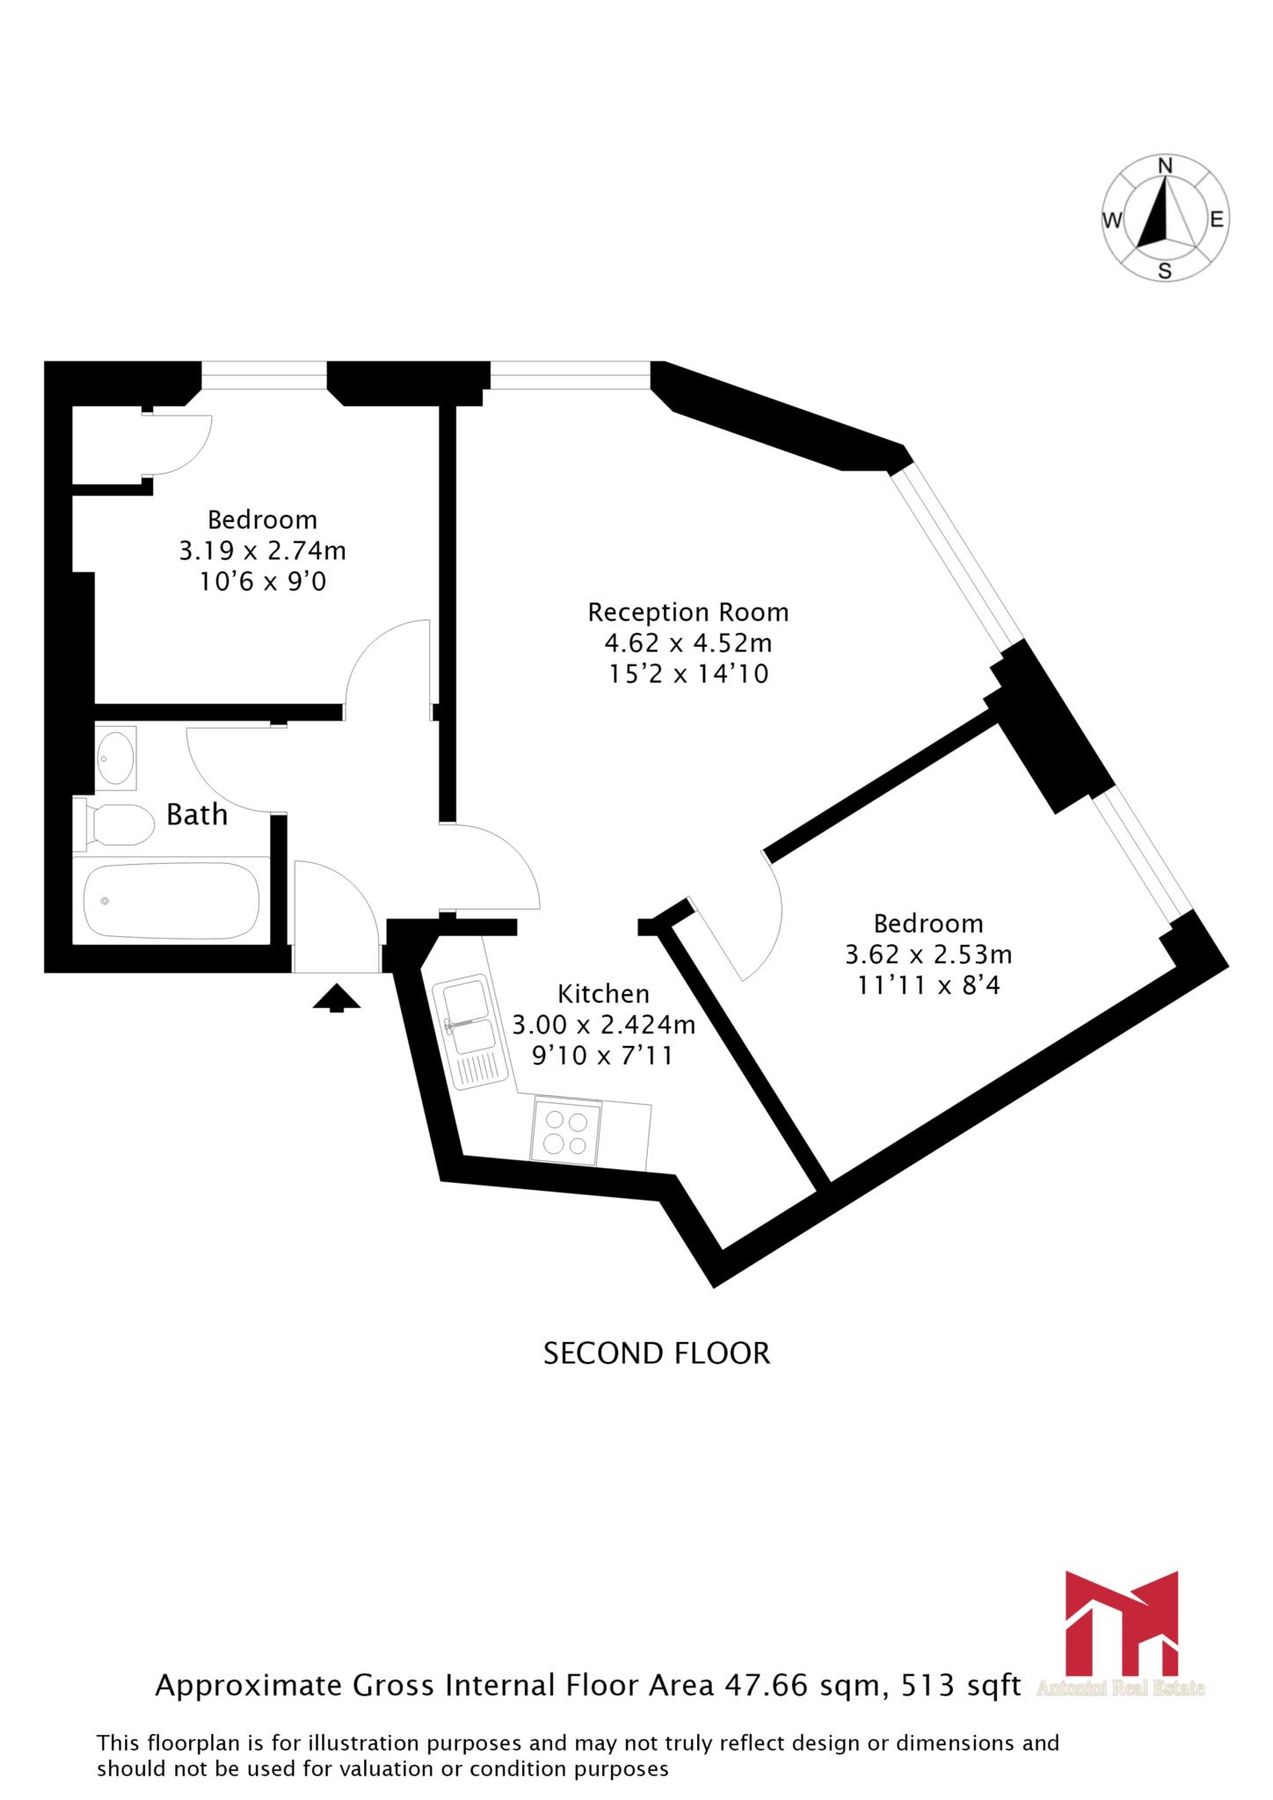 N
W E
S
Bedroom
3.19 x 2.74m
10'6 x 9'0
Reception Room
4.62 x 4.52m
15'2 x 14'10
Bath
Bedroom
3.62 x 2.53m
11'11 x 8'4
Kitchen
3.00 x 2.424m
9'10 x 7'11
SECOND FLOOR
Approximate Gross Internal Floor Area 47.66 sqm, 513 sqft
Antonini Real Estate
This floorplan is for illustration purposes and may not truly reflect design or dimensions and
should not be used for valuation or condition purposes